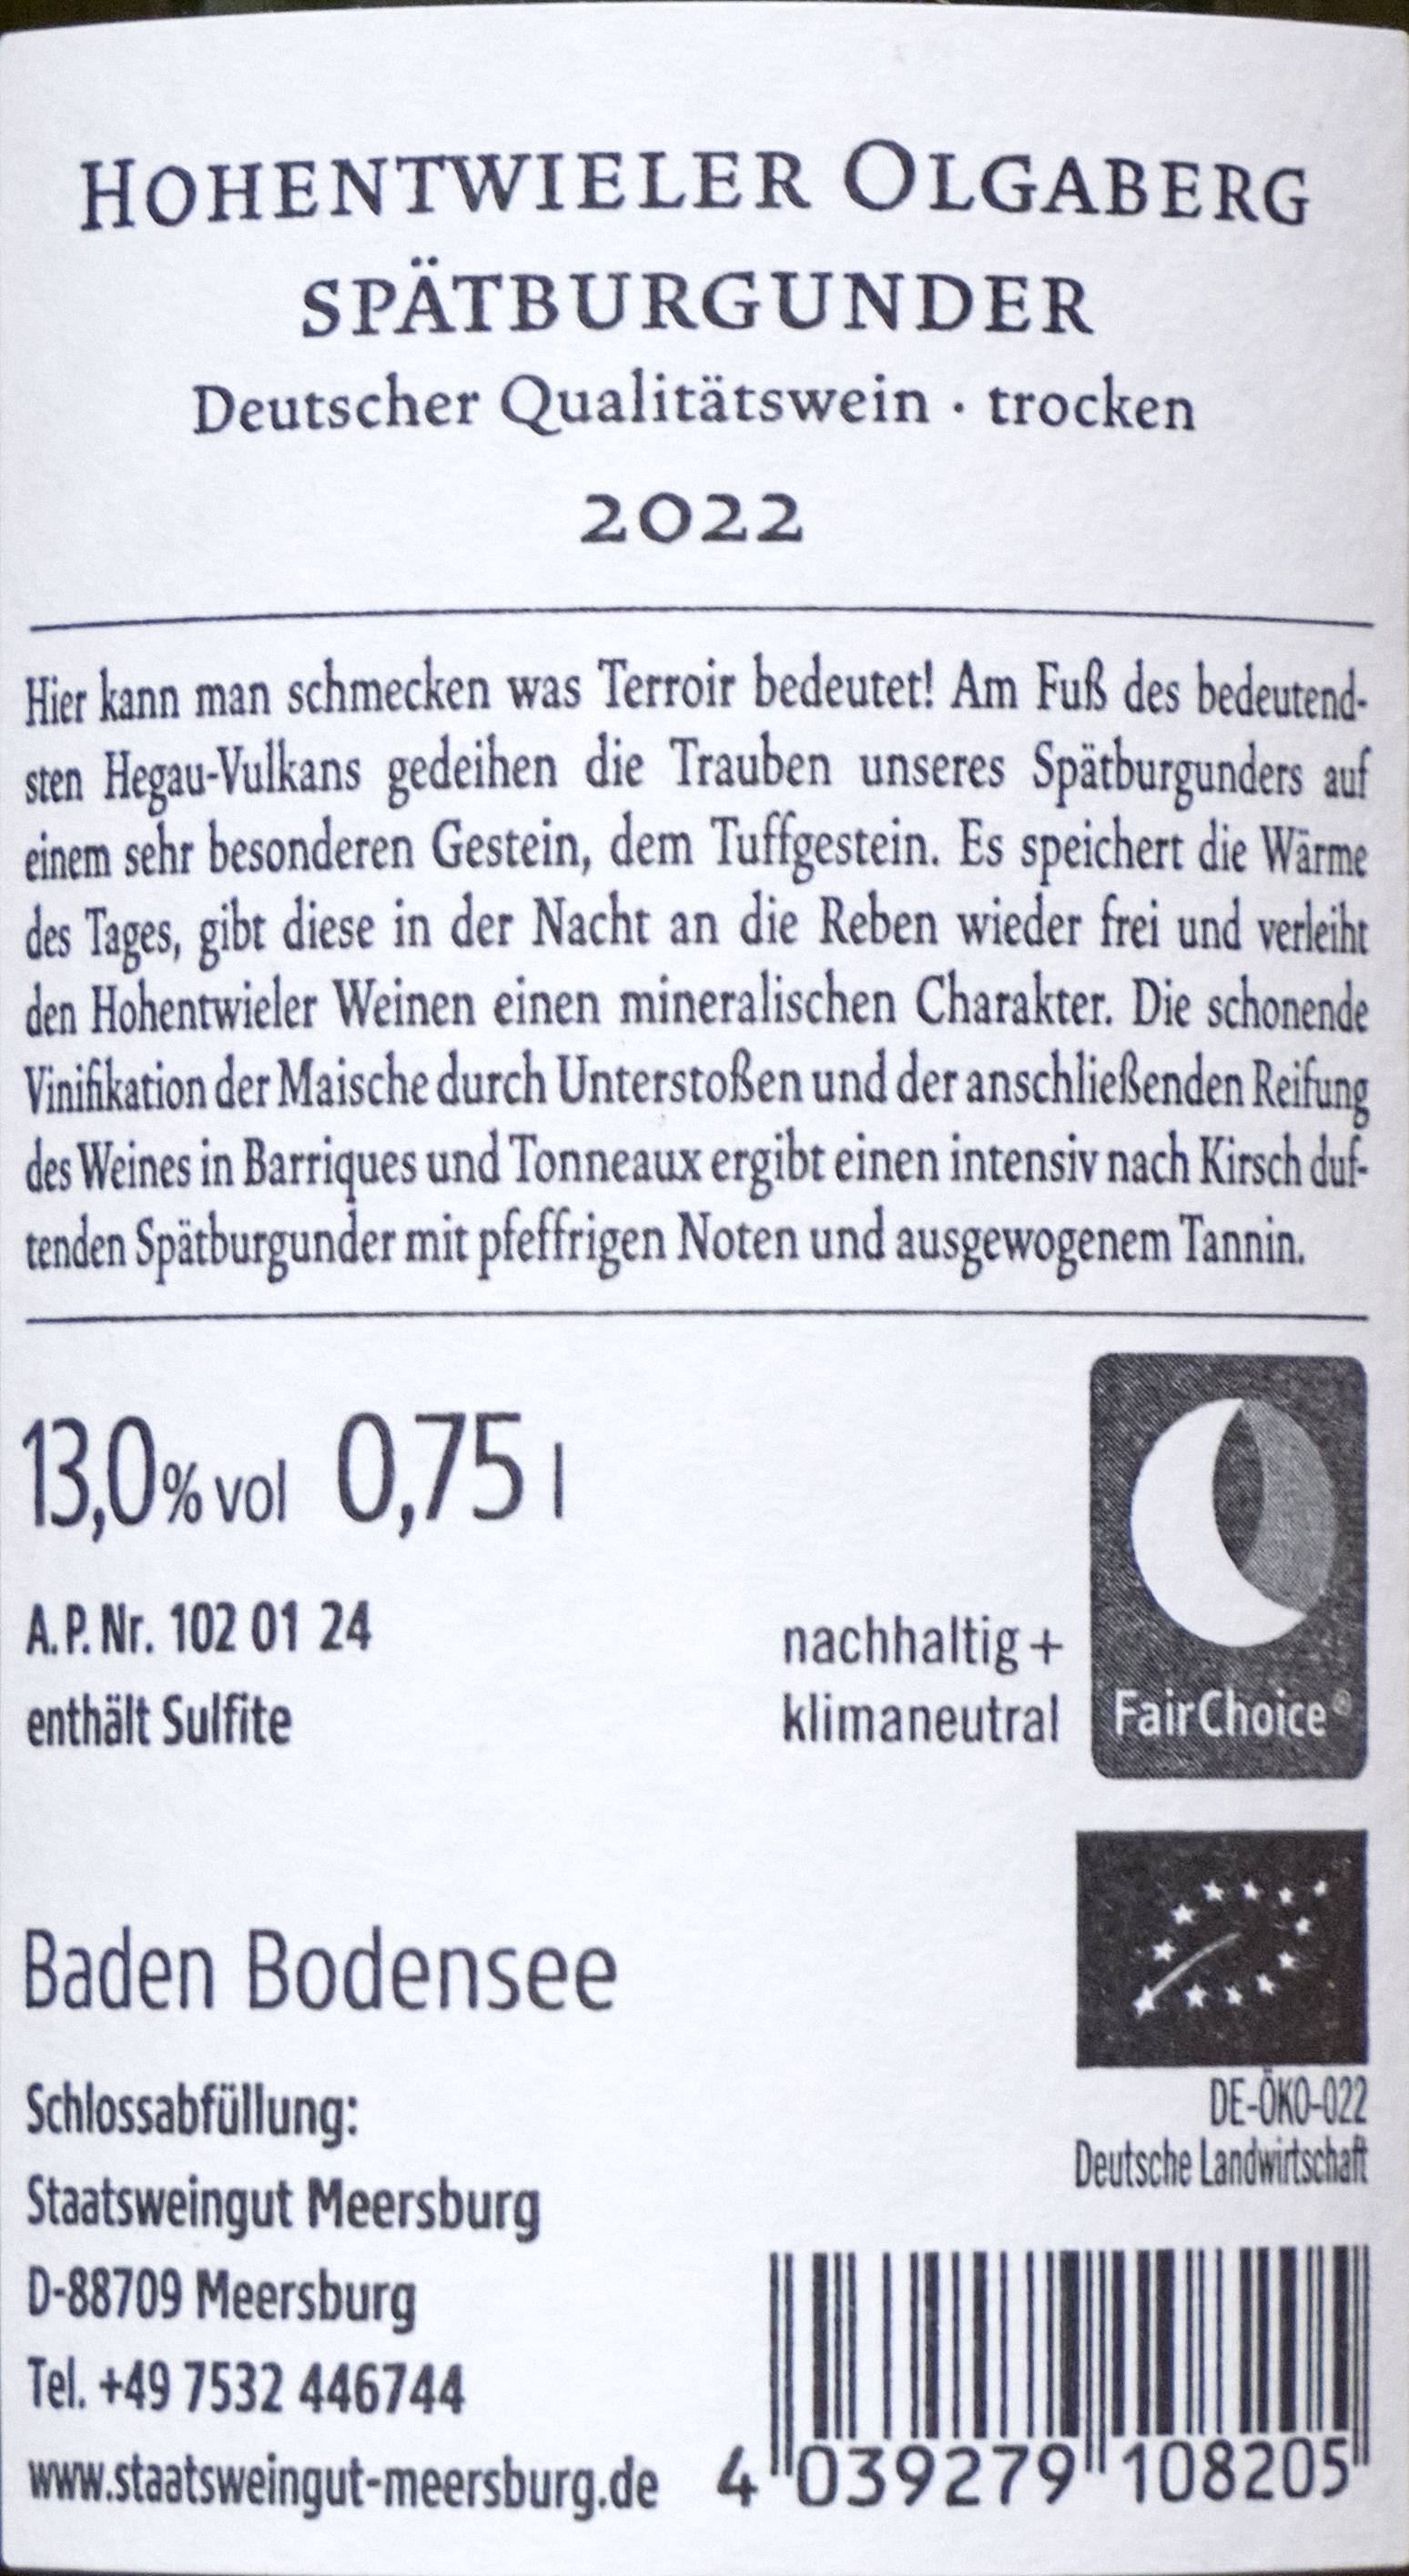 HOHENTWIELER OLGABERG
SPÄTBURGUNDER
Deutscher Qualitätswein · trocken
2022
Hier kann man schmecken was Terroir bedeutet! Am Fuß des bedeutend-
sten Hegau-Vulkans gedeihen die Trauben unseres Spätburgunders auf
einem sehr besonderen Gestein, dem Tuffgestein. Es speichert die Wärme
des Tages, gibt diese in der Nacht an die Reben wieder frei und verleiht
den Hohentwieler Weinen einen mineralischen Charakter. Die schonende
Vinifikation der Maische durch Unterstoßen und der anschließenden Reifung
des Weines in Barriques und Tonneaux ergibt einen intensiv nach Kirsch duf-
tenden Spätburgunder mit pfeffrigen Noten und ausgewogenem Tannin.
13,0% vol 0,75 l
A.P. Nr. 102 01 24
enthält Sulfite
nachhaltig +
klimaneutral
FairChoice®
Baden Bodensee
Schlossabfüllung:
Staatsweingut Meersburg
D-88709 Meersburg
Tel. +49 7532 446744
www.staatsweingut-meersburg.de
DE-ÖKO-022
Deutsche Landwirtschaft
4 039279 108205